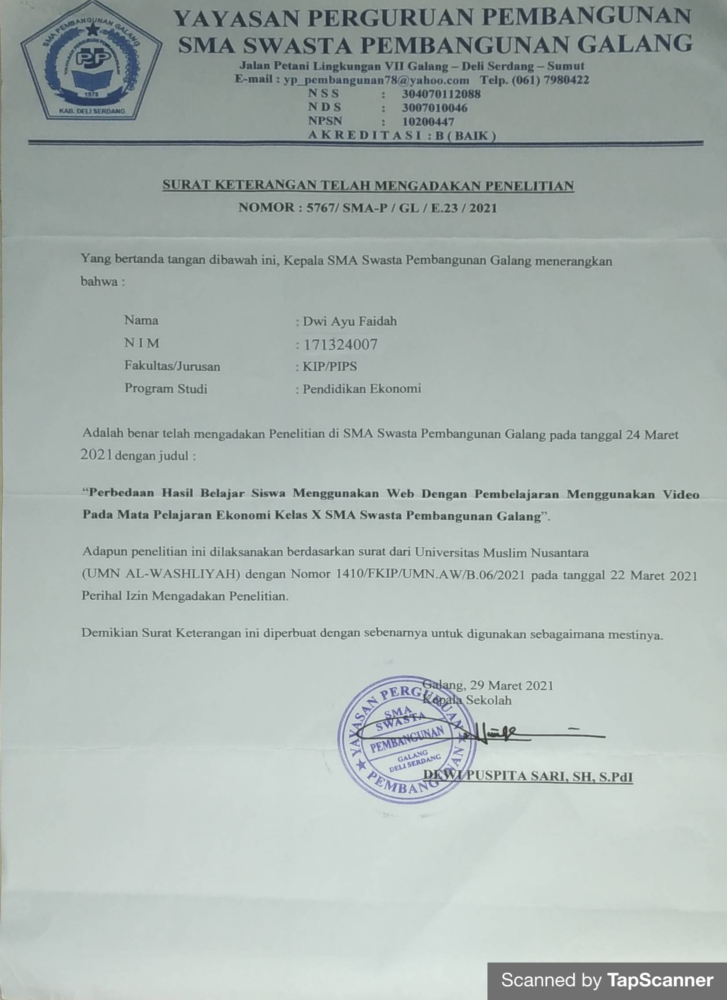 SMA PEMBANGUNAN GALANG
YAYASAN PERGURUAN PEMBANGUNAN
PP
1978
KAB. DELI SERDANG
YAYASAN PERGURUAN PEMBANGUNAN
SMA SWASTA PEMBANGUNAN GALANG
Jalan Petani Lingkungan VII Galang – Deli Serdang – Sumut
E-mail : yp_pembangunan78@yahoo.com Telp. (061) 7980422
N S S : 304070112088
N D S : 3007010046
NPSN : 10200447
A K R E D I T A S I : B ( BAIK )
SURAT KETERANGAN TELAH MENGADAKAN PENELITIAN
NOMOR : 5767/ SMA-P / GL / E.23 / 2021
Yang bertanda tangan dibawah ini, Kepala SMA Swasta Pembangunan Galang menerangkan
bahwa :
Nama : Dwi Ayu Faidah
N I M : 171324007
Fakultas/Jurusan : KIP/PIPS
Program Studi : Pendidikan Ekonomi
Adalah benar telah mengadakan Penelitian di SMA Swasta Pembangunan Galang pada tanggal 24 Maret
2021 dengan judul :
“Perbedaan Hasil Belajar Siswa Menggunakan Web Dengan Pembelajaran Menggunakan Video
Pada Mata Pelajaran Ekonomi Kelas X SMA Swasta Pembangunan Galang”.
Adapun penelitian ini dilaksanakan berdasarkan surat dari Universitas Muslim Nusantara
(UMN AL-WASHLIYAH) dengan Nomor 1410/FKIP/UMN.AW/B.06/2021 pada tanggal 22 Maret 2021
Perihal Izin Mengadakan Penelitian.
Demikian Surat Keterangan ini diperbuat dengan sebenarnya untuk digunakan sebagaimana mestinya.
Galang, 29 Maret 2021
Kepala Sekolah
YAYASAN PERGURUAN
SMA
SWASTA
PEMBANGUNAN
GALANG
DELI SERDANG
PEMBANGUNAN
DEWI PUSPITA SARI, SH, S.PdI
Scanned by TapScanner